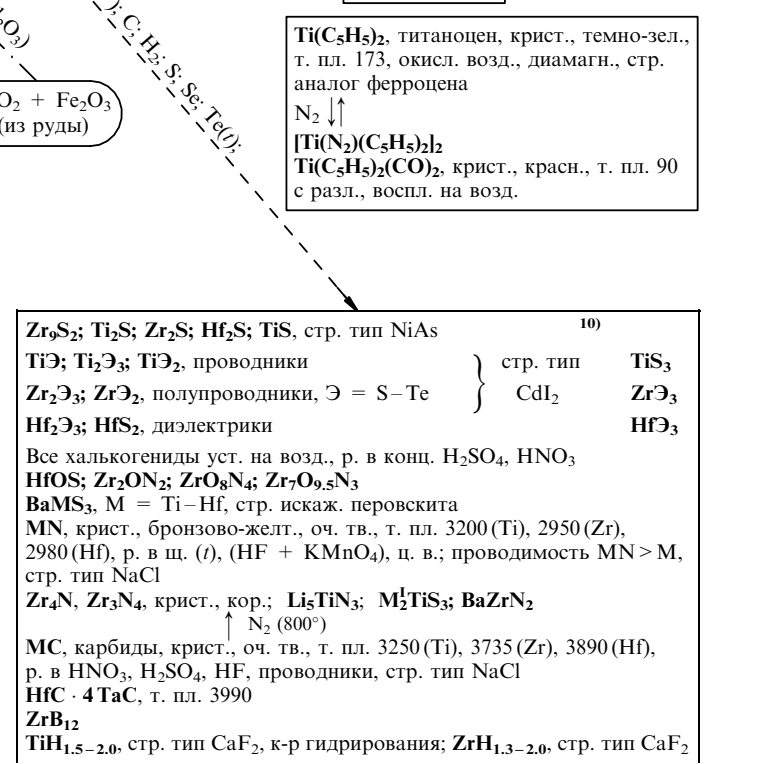 ₂O₃)
); C; H₂; S; Se; Te(t);
O₂ + Fe₂O₃
(из руды)
Ti(C₅H₅)₂, титаноцен, крист., темно-зел.,
т. пл. 173, окисл. возд., диамагн., стр.
аналог ферроцена
N₂ ↓↑
[Ti(N₂)(C₅H₅)₂]₂
Ti(C₅H₅)₂(CO)₂, крист., красн., т. пл. 90
с разл., воспл. на возд.
Zr₉S₂; Ti₂S; Zr₂S; Hf₂S; TiS, стр. тип NiAs 10)
TiЭ; Ti₂Э₃; TiЭ₂, проводники } стр. тип TiS₃
Zr₂Э₃; ZrЭ₂, полупроводники, Э = S–Te CdI₂ ZrЭ₃
Hf₂Э₃; HfS₂, диэлектрики HfЭ₃
Все халькогениды уст. на возд., р. в конц. H₂SO₄, HNO₃
HfOS; Zr₂ON₂; ZrO₈N₄; Zr₇O₉.₅N₃
BaMS₃, M = Ti–Hf, стр. искаж. перовскита
MN, крист., бронзово-желт., оч. тв., т. пл. 3200 (Ti), 2950 (Zr),
2980 (Hf), р. в щ. (t), (HF + KMnO₄), ц. в.; проводимость MN > M,
стр. тип NaCl
Zr₄N, Zr₃N₄, крист., кор.; Li₅TiN₃; Mᴵ₂TiS₃; BaZrN₂
↑ N₂ (800°)
MC, карбиды, крист., оч. тв., т. пл. 3250 (Ti), 3735 (Zr), 3890 (Hf),
р. в HNO₃, H₂SO₄, HF, проводники, стр. тип NaCl
HfC · 4 TaC, т. пл. 3990
ZrB₁₂
TiH₁.₅₋₂.₀, стр. тип CaF₂, к-р гидрирования; ZrH₁.₃₋₂.₀, стр. тип CaF₂